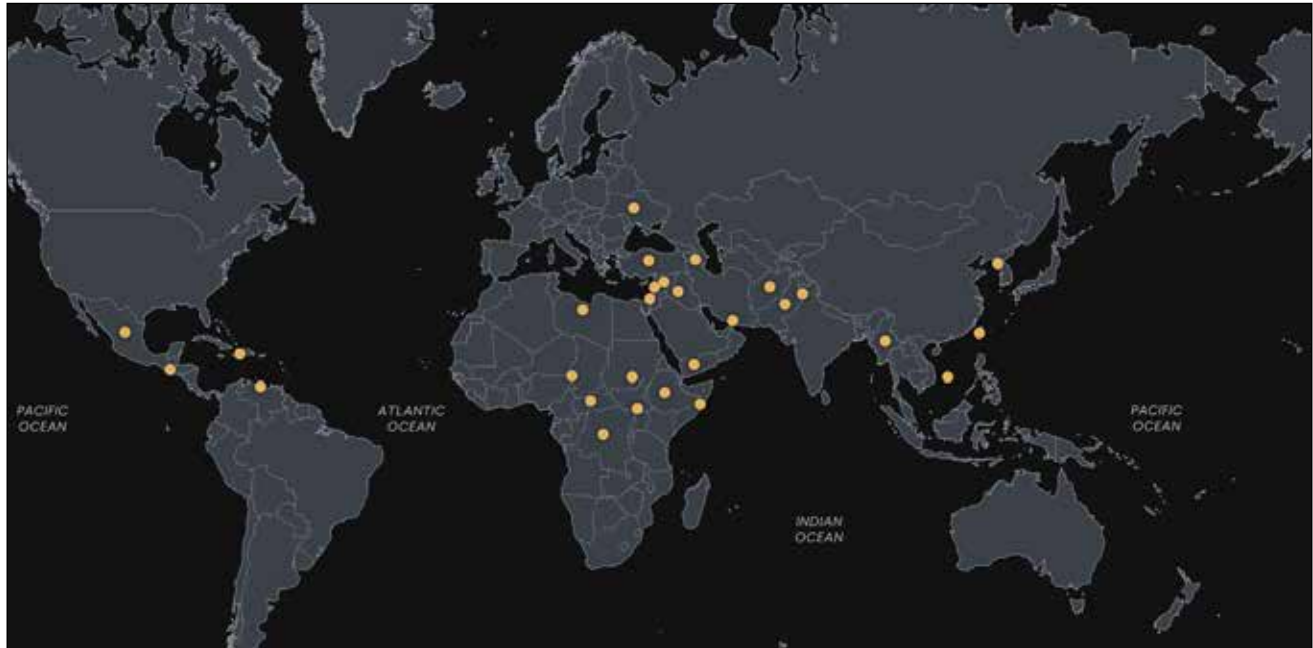 PACIFIC
OCEAN
ATLANTIC
OCEAN
PACIFIC
OCEAN
INDIAN
OCEAN